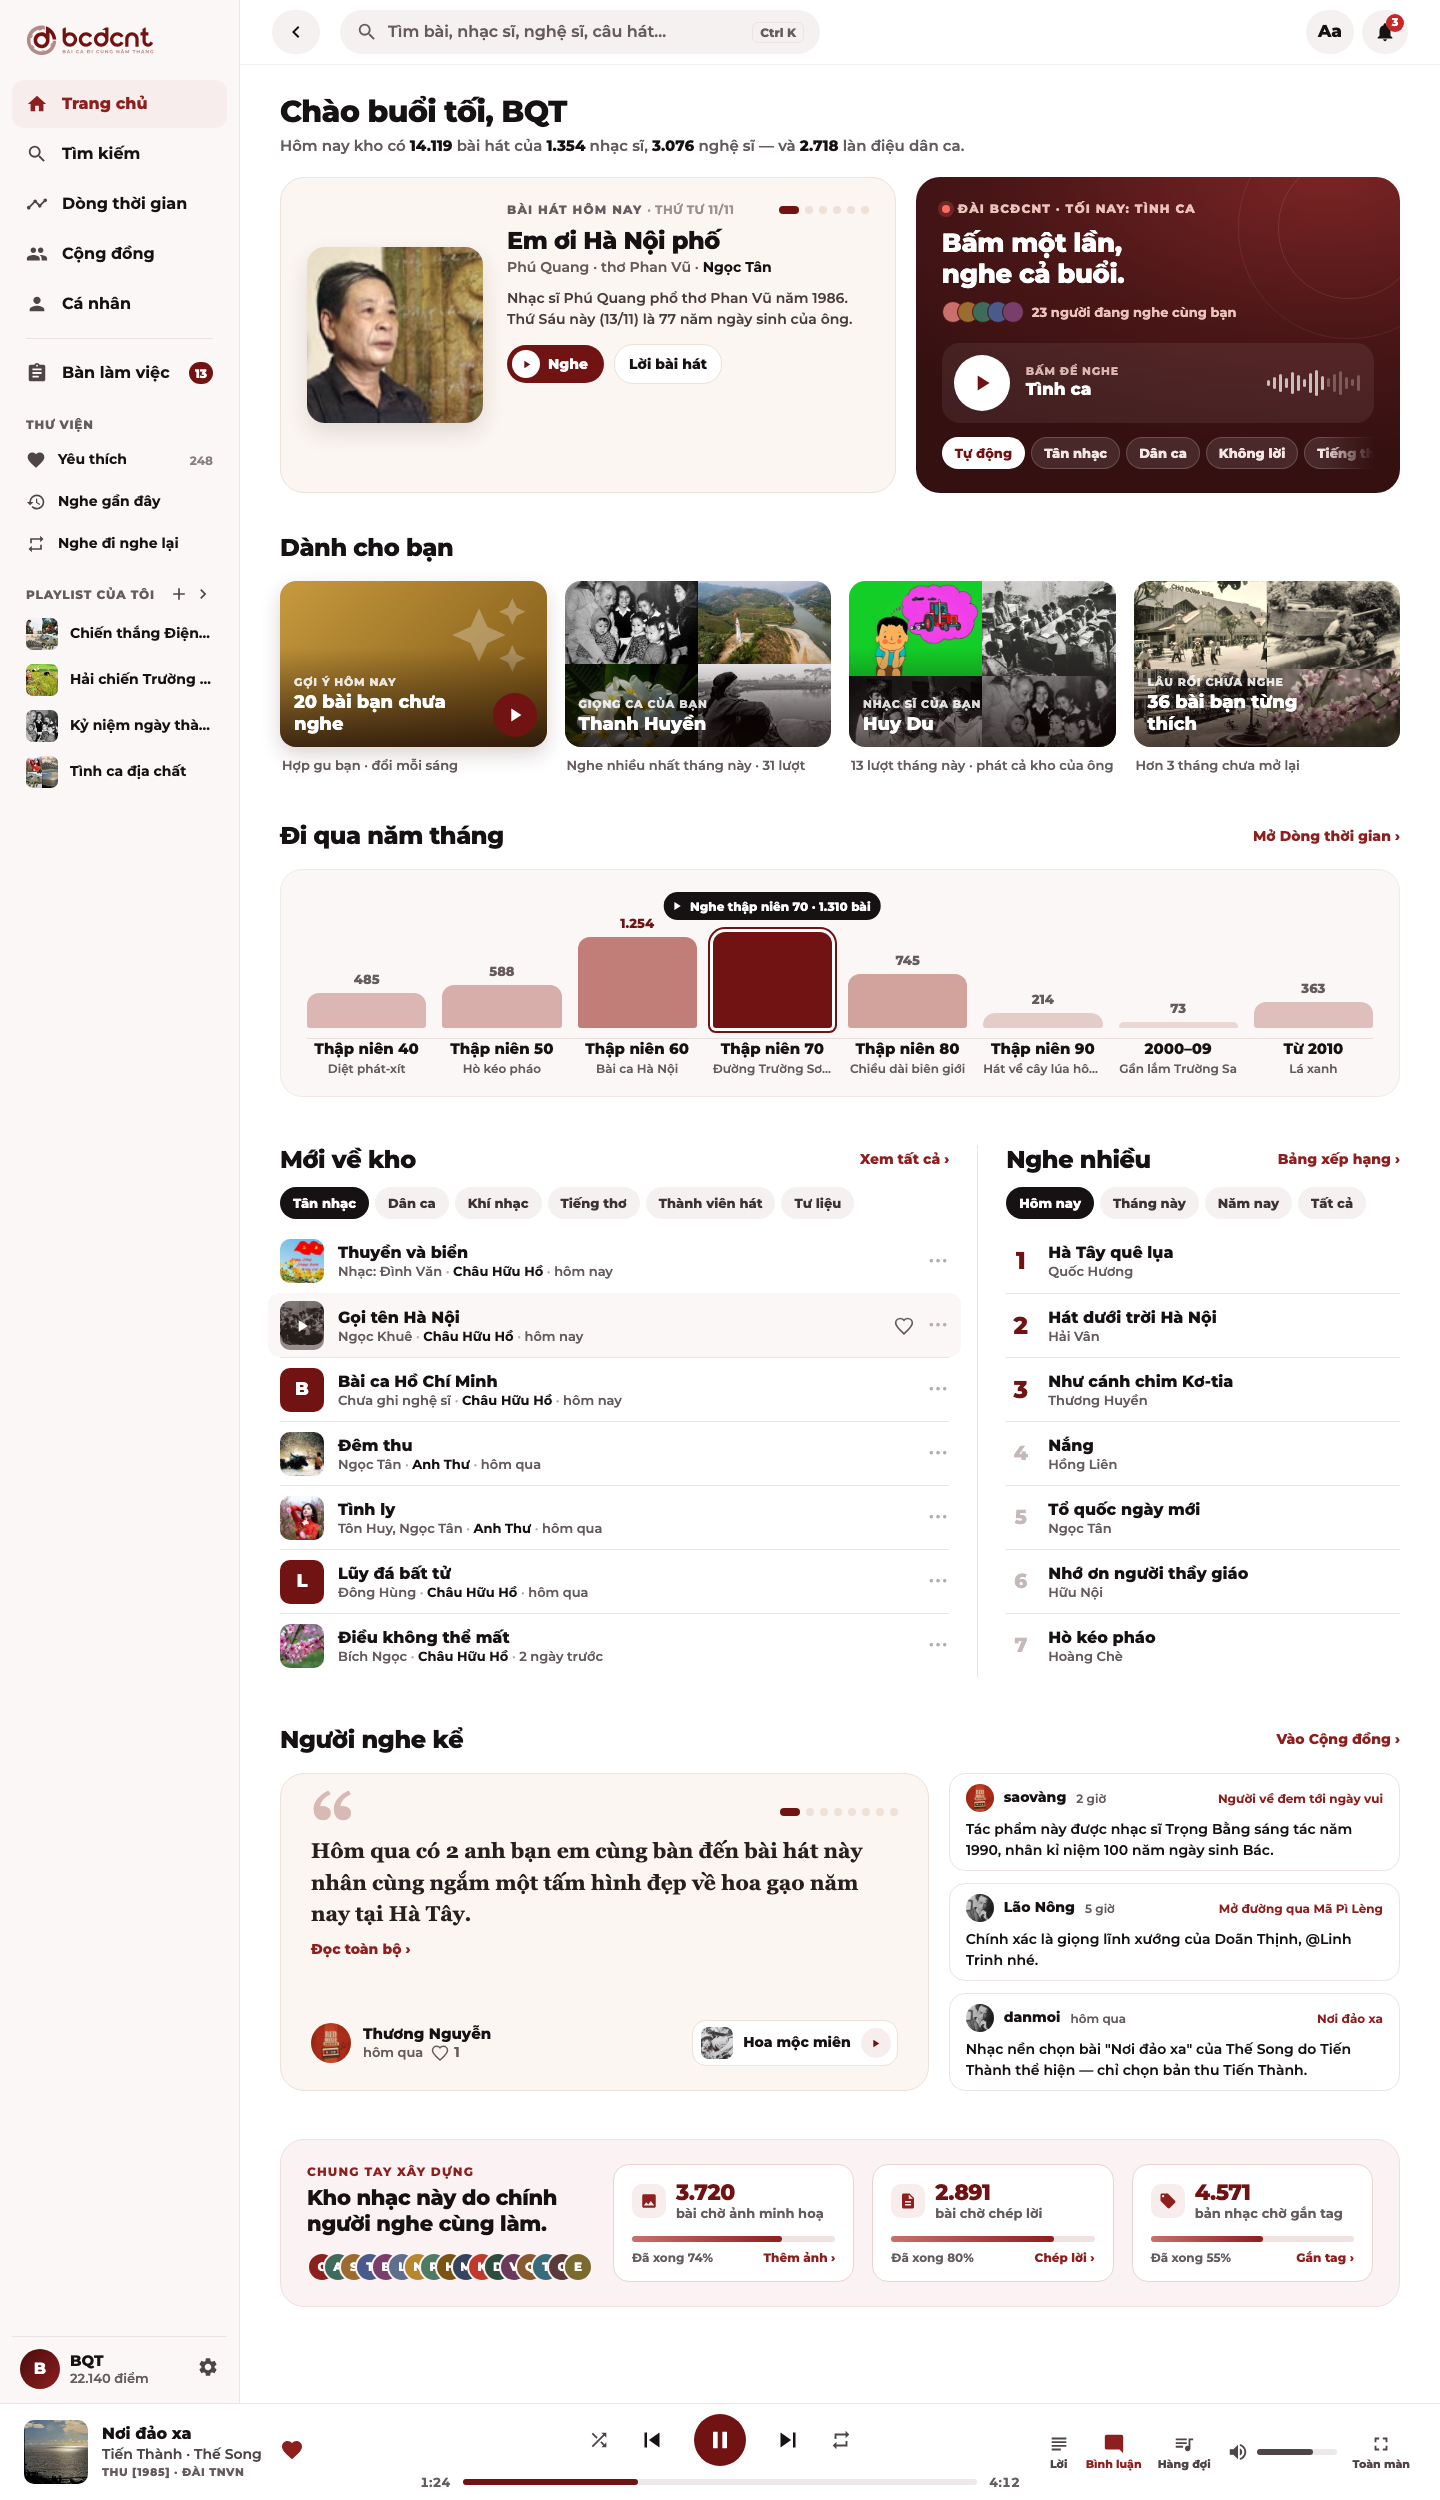 bcdcnt
BÀI CA ĐI CÙNG NĂM THÁNG
Trang chủ
Tìm kiếm
Dòng thời gian
Cộng đồng
Cá nhân
Bàn làm việc 13
THƯ VIỆN
Yêu thích 248
Nghe gần đây
Nghe đi nghe lại
PLAYLIST CỦA TÔI
Chiến thắng Điện...
Hải chiến Trường ...
Kỷ niệm ngày thà...
Tình ca địa chất
BQT
22.140 điểm
Tìm bài, nhạc sĩ, nghệ sĩ, câu hát... Ctrl K
Aa 3
Chào buổi tối, BQT
Hôm nay kho có 14.119 bài hát của 1.354 nhạc sĩ, 3.076 nghệ sĩ — và 2.718 làn điệu dân ca.
BÀI HÁT HÔM NAY · THỨ TƯ 11/11
Em ơi Hà Nội phố
Phú Quang · thơ Phan Vũ · Ngọc Tân
Nhạc sĩ Phú Quang phổ thơ Phan Vũ năm 1986.
Thứ Sáu này (13/11) là 77 năm ngày sinh của ông.
Nghe
Lời bài hát
ĐÀI BCĐCNT · TỐI NAY: TÌNH CA
Bấm một lần,
nghe cả buổi.
23 người đang nghe cùng bạn
BẤM ĐỂ NGHE
Tình ca
Tự động Tân nhạc Dân ca Không lời Tiếng th
Dành cho bạn
GỢI Ý HÔM NAY
20 bài bạn chưa
nghe
Hợp gu bạn · đổi mỗi sáng
GIỌNG CA CỦA BẠN
Thanh Huyền
Nghe nhiều nhất tháng này · 31 lượt
NHẠC SĨ CỦA BẠN
Huy Du
13 lượt tháng này · phát cả kho của ông
CHỢ ĐỒNG XUÂN
LÂU RỒI CHƯA NGHE
36 bài bạn từng
thích
Hơn 3 tháng chưa mở lại
Đi qua năm tháng
Mở Dòng thời gian ›
Nghe thập niên 70 · 1.310 bài
485 588 1.254 745 214 73 363
Thập niên 40 Thập niên 50 Thập niên 60 Thập niên 70 Thập niên 80 Thập niên 90 2000–09 Từ 2010
Diệt phát-xít Hò kéo pháo Bài ca Hà Nội Đường Trường Sơ... Chiều dài biên giới Hát về cây lúa hô... Gần lắm Trường Sa Lá xanh
Mới về kho
Xem tất cả ›
Tân nhạc Dân ca Khí nhạc Tiếng thơ Thành viên hát Tư liệu
Thuyền và biển
Nhạc: Đình Văn · Châu Hữu Hồ · hôm nay
Gọi tên Hà Nội
Ngọc Khuê · Châu Hữu Hồ · hôm nay
B
Bài ca Hồ Chí Minh
Chưa ghi nghệ sĩ · Châu Hữu Hồ · hôm nay
Đêm thu
Ngọc Tân · Anh Thư · hôm qua
Tình ly
Tôn Huy, Ngọc Tân · Anh Thư · hôm qua
L
Lũy đá bất tử
Đông Hùng · Châu Hữu Hồ · hôm qua
Điều không thể mất
Bích Ngọc · Châu Hữu Hồ · 2 ngày trước
Nghe nhiều
Bảng xếp hạng ›
Hôm nay Tháng này Năm nay Tất cả
1 Hà Tây quê lụa
Quốc Hương
2 Hát dưới trời Hà Nội
Hải Vân
3 Như cánh chim Kơ-tia
Thương Huyền
4 Nắng
Hồng Liên
5 Tổ quốc ngày mới
Ngọc Tân
6 Nhớ ơn người thầy giáo
Hữu Nội
7 Hò kéo pháo
Hoàng Chè
Người nghe kể
Vào Cộng đồng ›
“
Hôm qua có 2 anh bạn em cùng bàn đến bài hát này
nhân cùng ngắm một tấm hình đẹp về hoa gạo năm
nay tại Hà Tây.
Đọc toàn bộ ›
Thương Nguyễn
hôm qua 1
Hoa mộc miên
saovàng 2 giờ Người về đem tới ngày vui
Tác phẩm này được nhạc sĩ Trọng Bằng sáng tác năm
1990, nhân kỉ niệm 100 năm ngày sinh Bác.
Lão Nông 5 giờ Mở đường qua Mã Pì Lèng
Chính xác là giọng lĩnh xướng của Doãn Thịnh, @Linh
Trinh nhé.
danmoi hôm qua Nơi đảo xa
Nhạc nền chọn bài "Nơi đảo xa" của Thế Song do Tiến
Thành thể hiện — chỉ chọn bản thu Tiến Thành.
CHUNG TAY XÂY DỰNG
Kho nhạc này do chính
người nghe cùng làm.
E
3.720
bài chờ ảnh minh hoạ
Đã xong 74% Thêm ảnh ›
2.891
bài chờ chép lời
Đã xong 80% Chép lời ›
4.571
bản nhạc chờ gắn tag
Đã xong 55% Gắn tag ›
Nơi đảo xa
Tiến Thành · Thế Song
THU [1985] · ĐÀI TNVN
1:24 4:12
Lời Bình luận Hàng đợi Toàn màn